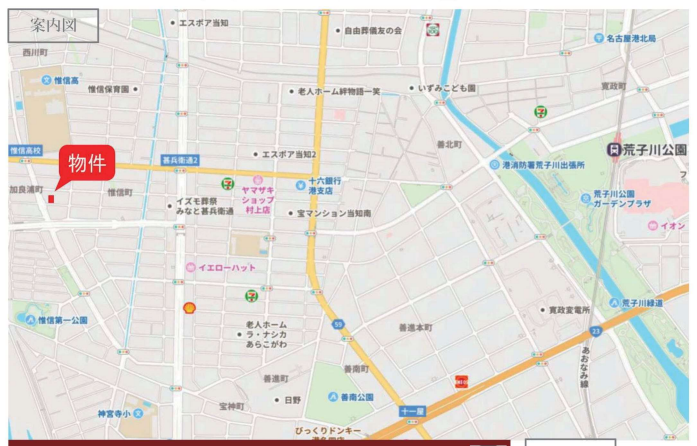 案内図
エスポア当知
自由葬儀友の会
名古屋港北局
西川町
惟信高
惟信保育園
老人ホーム絆物語一笑
いずみこども園
寛政町
惟信高校
物件
甚兵衛通2
エスポア当知2
善北町
港消防署荒子川出張所
荒子川公園
加良浦町
惟信町
ヤマザキ
ショップ
村上店
十六銀行
港支店
イズモ葬祭
みなと甚兵衛通
宝マンション当知南
荒子川公園
ガーデンプラザ
イオン
イエローハット
惟信第一公園
老人ホーム
ラ・ナシカ
あらこがわ
59
善進本町
寛政変電所
荒子川緑道
23
あおなみ線
善進町
善南町
神宮寺小
宝神町
日野
善南公園
十一屋
びっくりドンキー